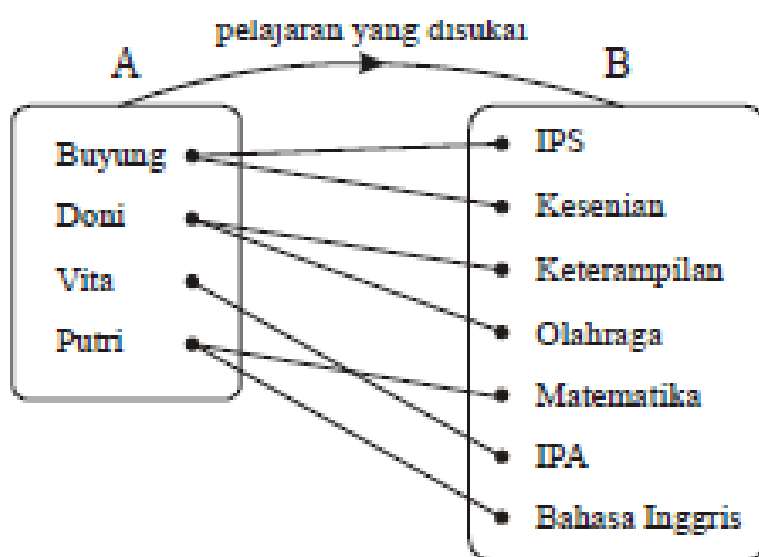 pelajaran yang disukai
A
B
Buyung
Doni
Vita
Putri
IPS
Kesenian
Keterampilan
Olahraga
Matematika
IPA
Bahasa Inggris